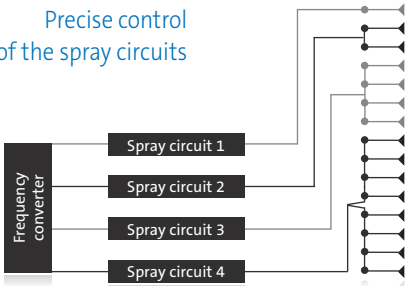 Precise control
of the spray circuits
Spray circuit 1
Spray circuit 2
Frequency
converter
Spray circuit 3
Spray circuit 4